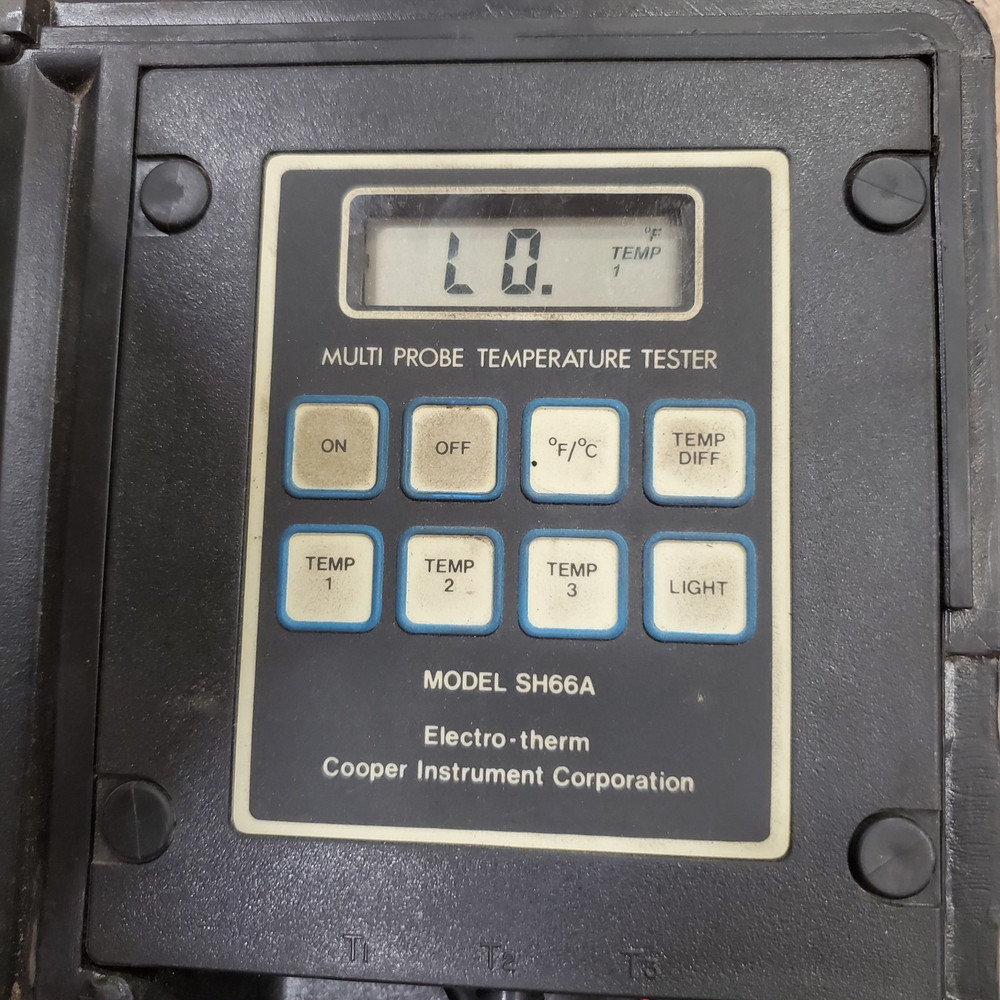 LO.
°F
TEMP
1
MULTI PROBE TEMPERATURE TESTER
ON
OFF
°F/°C
TEMP
DIFF
TEMP
1
TEMP
2
TEMP
3
LIGHT
MODEL SH66A
Electro-therm
Cooper Instrument Corporation
T1
T2
T3